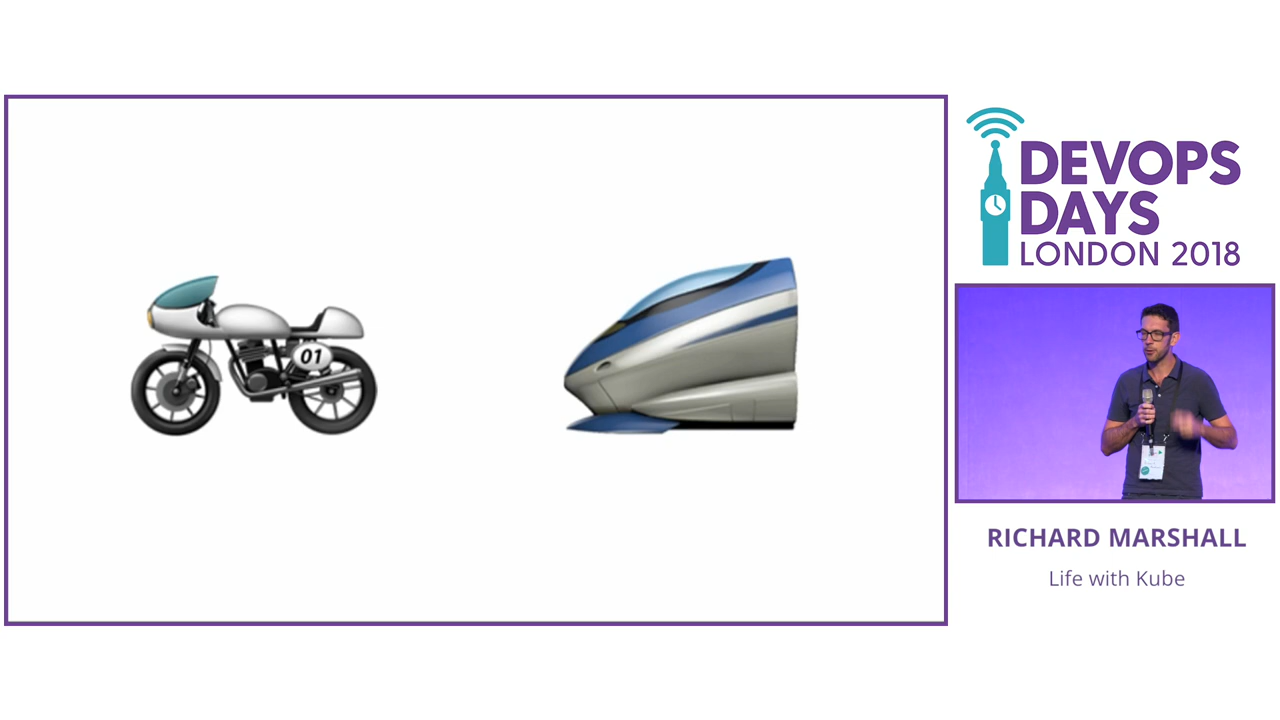 01
DEVOPS
DAYS
LONDON 2018
RICHARD MARSHALL
Life with Kube